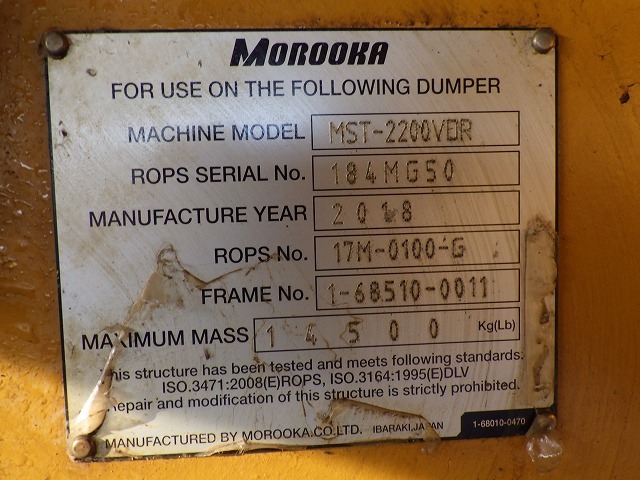 MOROOKA
FOR USE ON THE FOLLOWING DUMPER
MACHINE MODEL MST-2200VDR
ROPS SERIAL No. 184MG50
MANUFACTURE YEAR 2018
ROPS No. 17M-0100-G
FRAME No. 1-68510-0011
MAXIMUM MASS 14500 Kg(Lb)
his structure has been tested and meets following standards.
ISO.3471:2008(E)ROPS, ISO.3164:1995(E)DLV
epair and modification of this structure is strictly prohibited.
MANUFACTURED BY MOROOKA.CO.LTD. IBARAKI,JAPAN 1-68010-0470